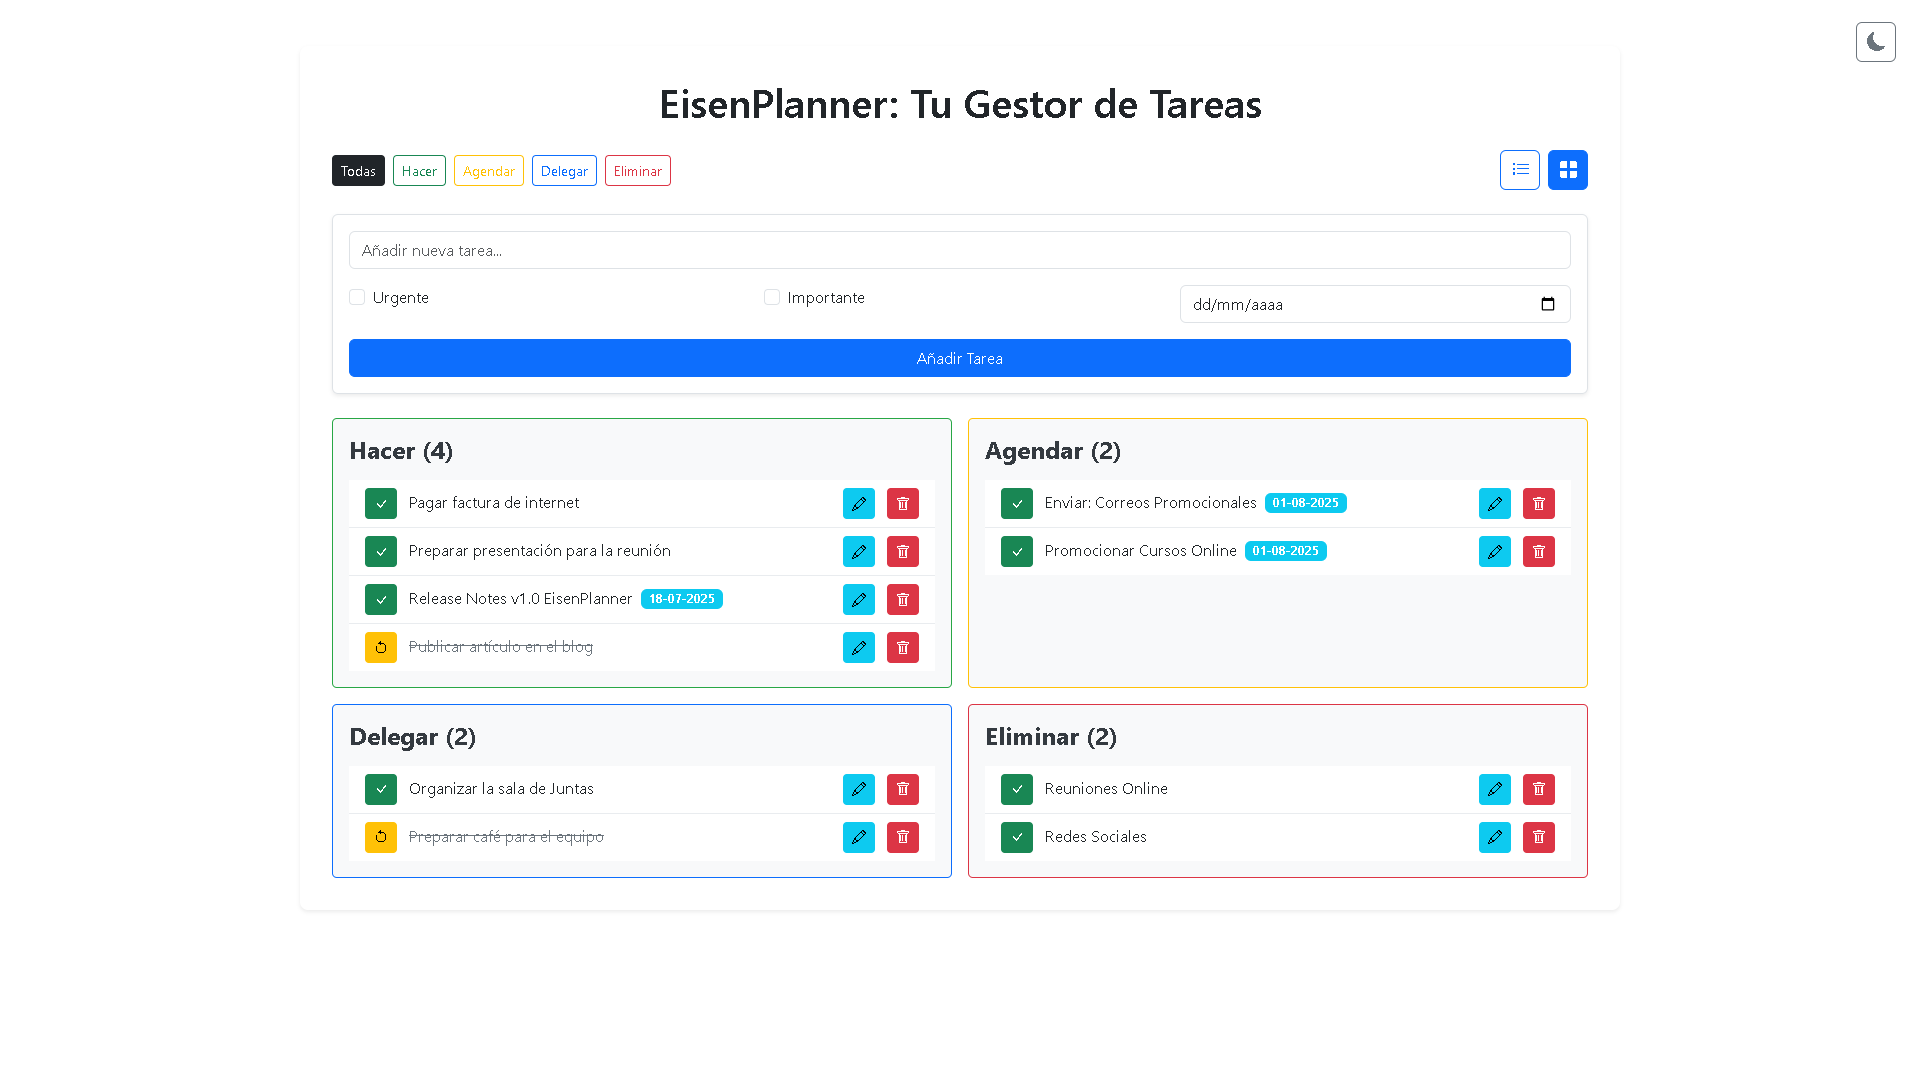 EisenPlanner: Tu Gestor de Tareas
Todas Hacer Agendar Delegar Eliminar
Añadir nueva tarea...
Urgente Importante dd/mm/aaaa
Añadir Tarea
Hacer (4)
Pagar factura de internet
Preparar presentación para la reunión
Release Notes v1.0 EisenPlanner 18-07-2025
Publicar artículo en el blog
Agendar (2)
Enviar: Correos Promocionales 01-08-2025
Promocionar Cursos Online 01-08-2025
Delegar (2)
Organizar la sala de Juntas
Preparar café para el equipo
Eliminar (2)
Reuniones Online
Redes Sociales